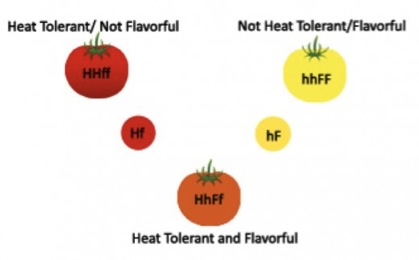 Heat Tolerant/ Not Flavorful
Not Heat Tolerant/Flavorful
HHff
hhFF
Hf
hF
HhFf
Heat Tolerant and Flavorful